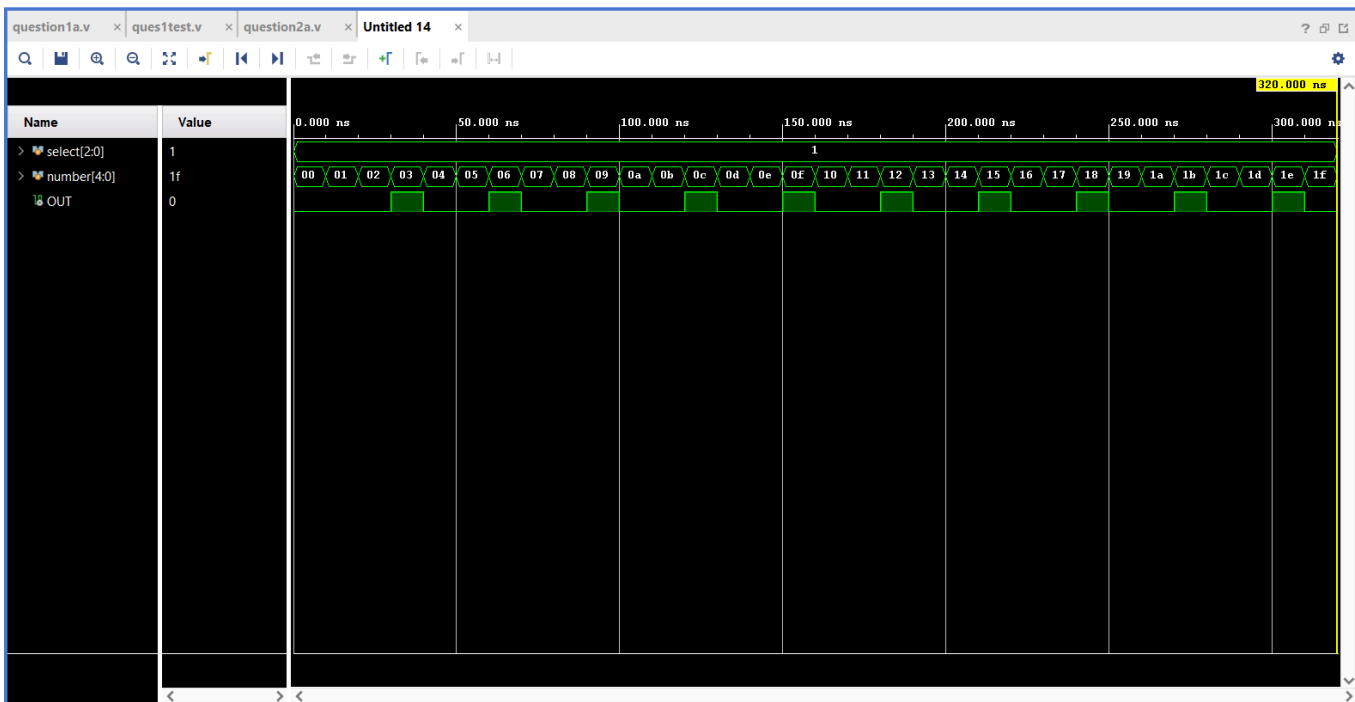 question1a.v × ques1test.v × question2a.v × Untitled 14 × ?
320.000 ns
Name Value 0.000 ns 50.000 ns 100.000 ns 150.000 ns 200.000 ns 250.000 ns 300.000 n
> select[2:0] 1 1
> number[4:0] 1f 00 01 02 03 04 05 06 07 08 09 0a 0b 0c 0d 0e 0f 10 11 12 13 14 15 16 17 18 19 1a 1b 1c 1d 1e 1f
OUT 0